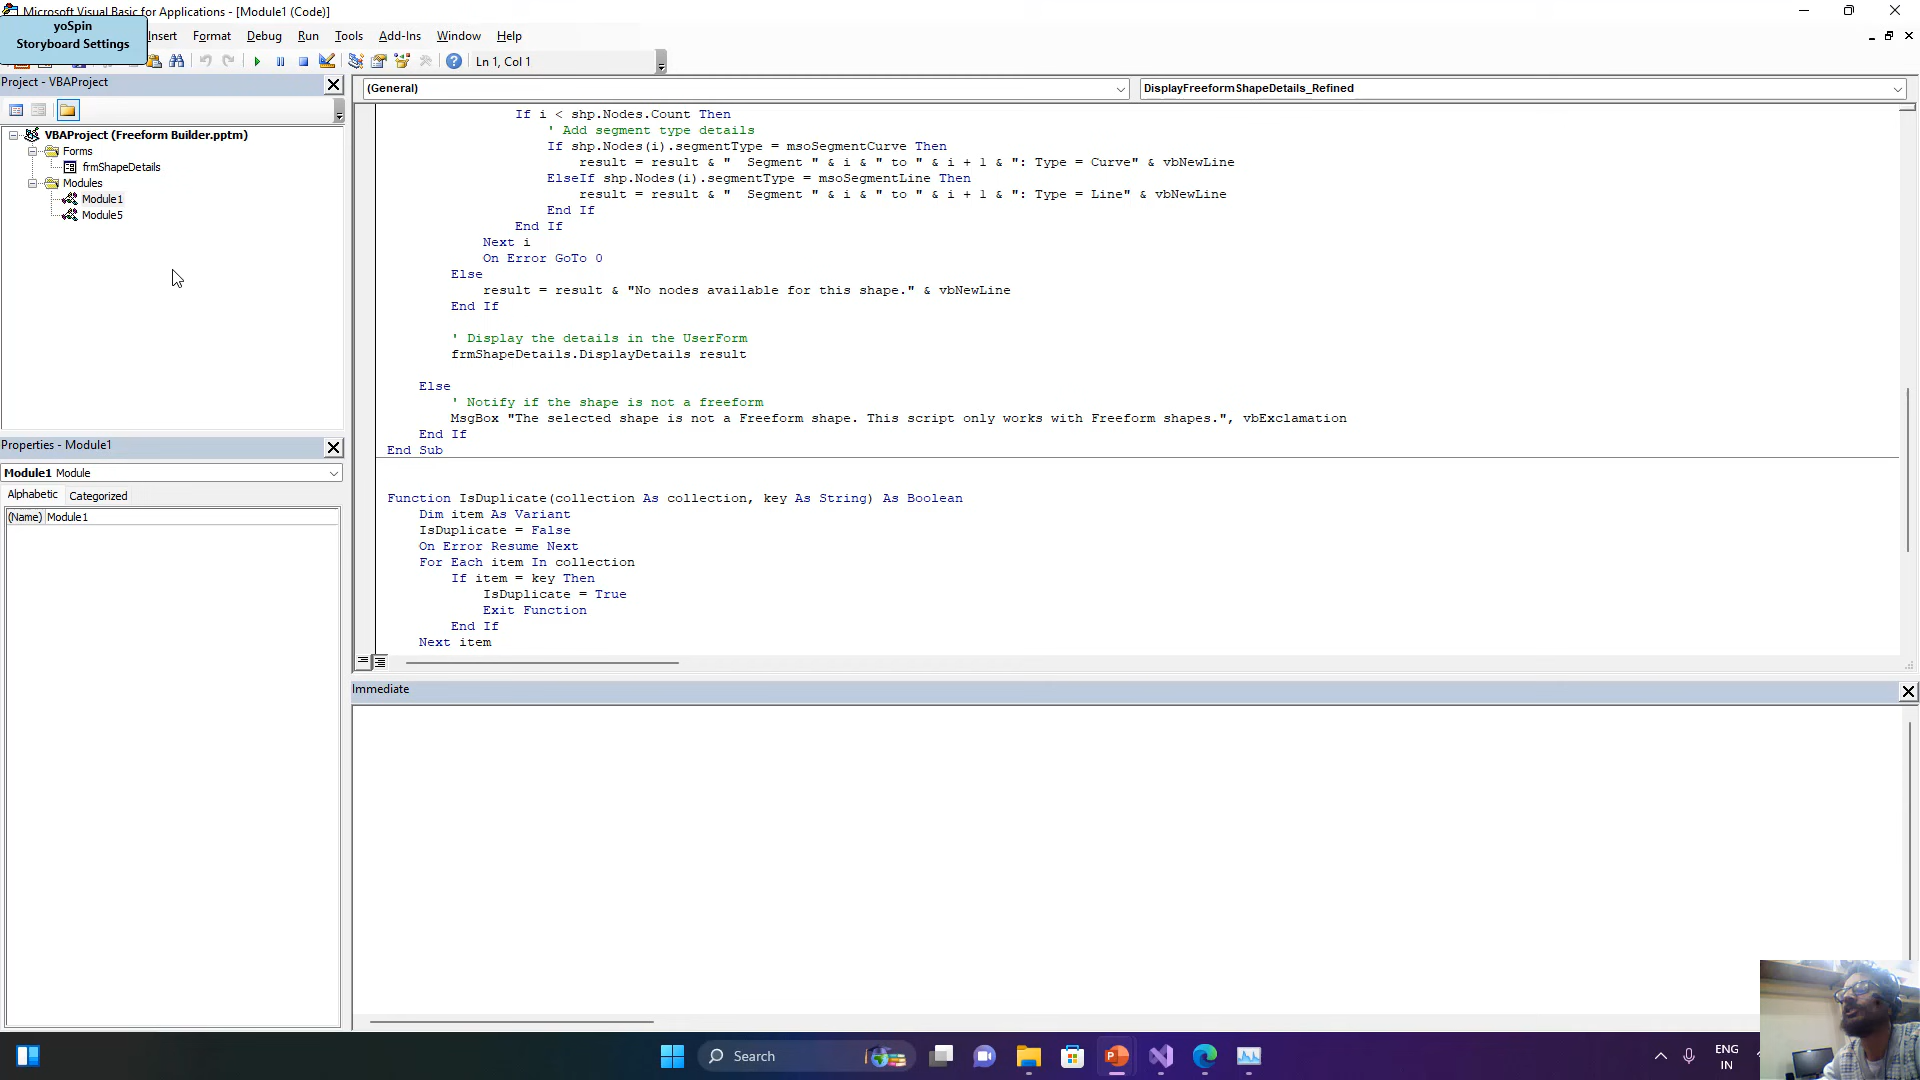 Microsoft Visual Basic for Applications - [Module1 (Code)]
yoSpin
Storyboard Settings
Insert Format Debug Run Tools Add-Ins Window Help
Ln 1, Col 1
Project - VBAProject
VBAProject (Freeform Builder.pptm)
Forms
frmShapeDetails
Modules
Module1
Module5
Properties - Module1
Module1 Module
Alphabetic Categorized
(Name) Module1
(General) DisplayFreeformShapeDetails_Refined
If i < shp.Nodes.Count Then
' Add segment type details
If shp.Nodes(i).segmentType = msoSegmentCurve Then
result = result & "  Segment " & i & " to " & i + 1 & ": Type = Curve" & vbNewLine
ElseIf shp.Nodes(i).segmentType = msoSegmentLine Then
result = result & "  Segment " & i & " to " & i + 1 & ": Type = Line" & vbNewLine
End If
End If
Next i
On Error GoTo 0
Else
result = result & "No nodes available for this shape." & vbNewLine
End If
' Display the details in the UserForm
frmShapeDetails.DisplayDetails result
Else
' Notify if the shape is not a freeform
MsgBox "The selected shape is not a Freeform shape. This script only works with Freeform shapes.", vbExclamation
End If
End Sub
Function IsDuplicate(collection As collection, key As String) As Boolean
Dim item As Variant
IsDuplicate = False
On Error Resume Next
For Each item In collection
If item = key Then
IsDuplicate = True
Exit Function
End If
Next item
Immediate
Search
ENG
IN